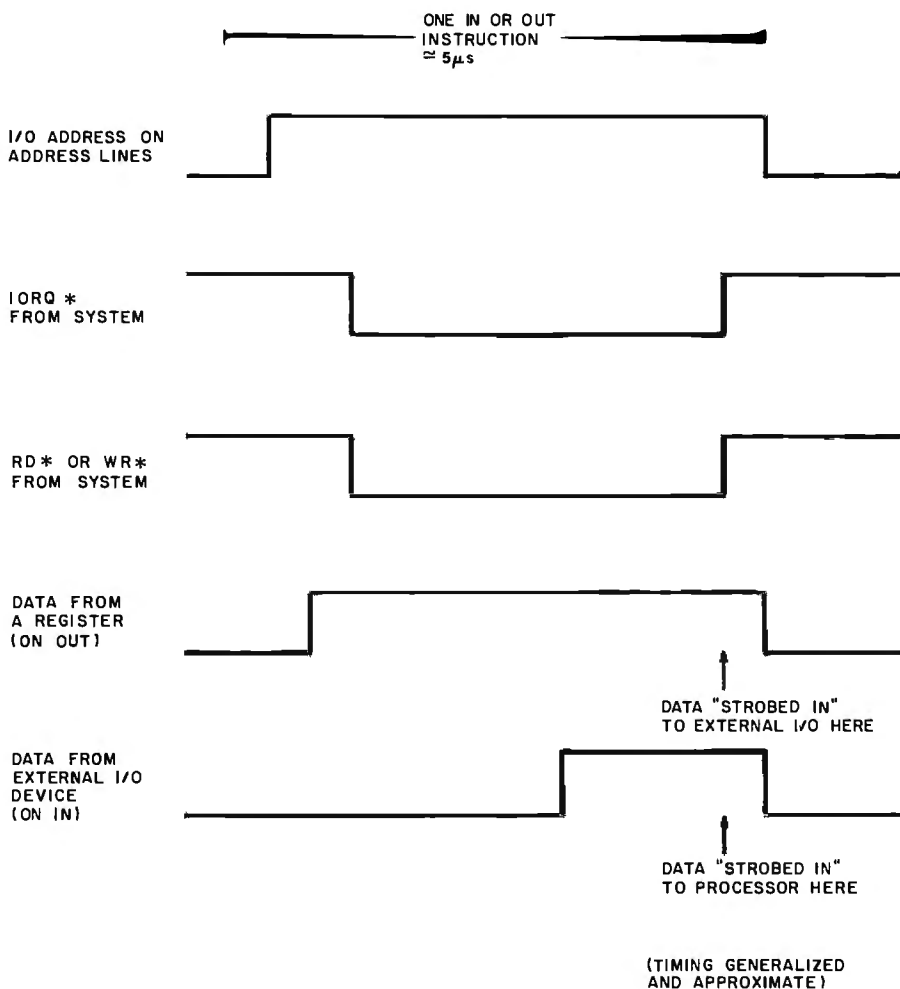 ONE IN OR OUT
INSTRUCTION
≅ 5μs
I/O ADDRESS ON
ADDRESS LINES
IORQ *
FROM SYSTEM
RD* OR WR*
FROM SYSTEM
DATA FROM
A REGISTER
(ON OUT)
DATA "STROBED IN"
TO EXTERNAL I/O HERE
DATA FROM
EXTERNAL I/O
DEVICE
(ON IN)
DATA "STROBED IN"
TO PROCESSOR HERE
(TIMING GENERALIZED
AND APPROXIMATE)